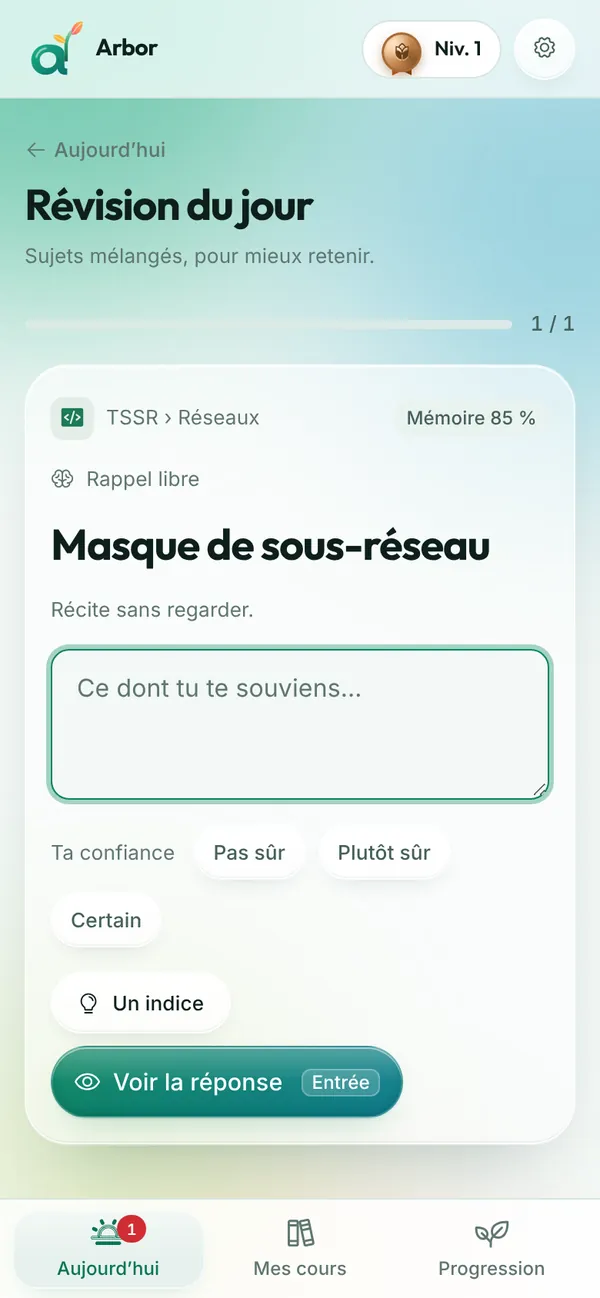 Arbor
Niv. 1
← Aujourd’hui
Révision du jour
Sujets mélangés, pour mieux retenir.
1 / 1
</> TSSR › Réseaux
Mémoire 85 %
Rappel libre
Masque de sous-réseau
Récite sans regarder.
Ce dont tu te souviens…
Ta confiance
Pas sûr
Plutôt sûr
Certain
Un indice
Voir la réponse Entrée
1
Aujourd’hui
Mes cours
Progression